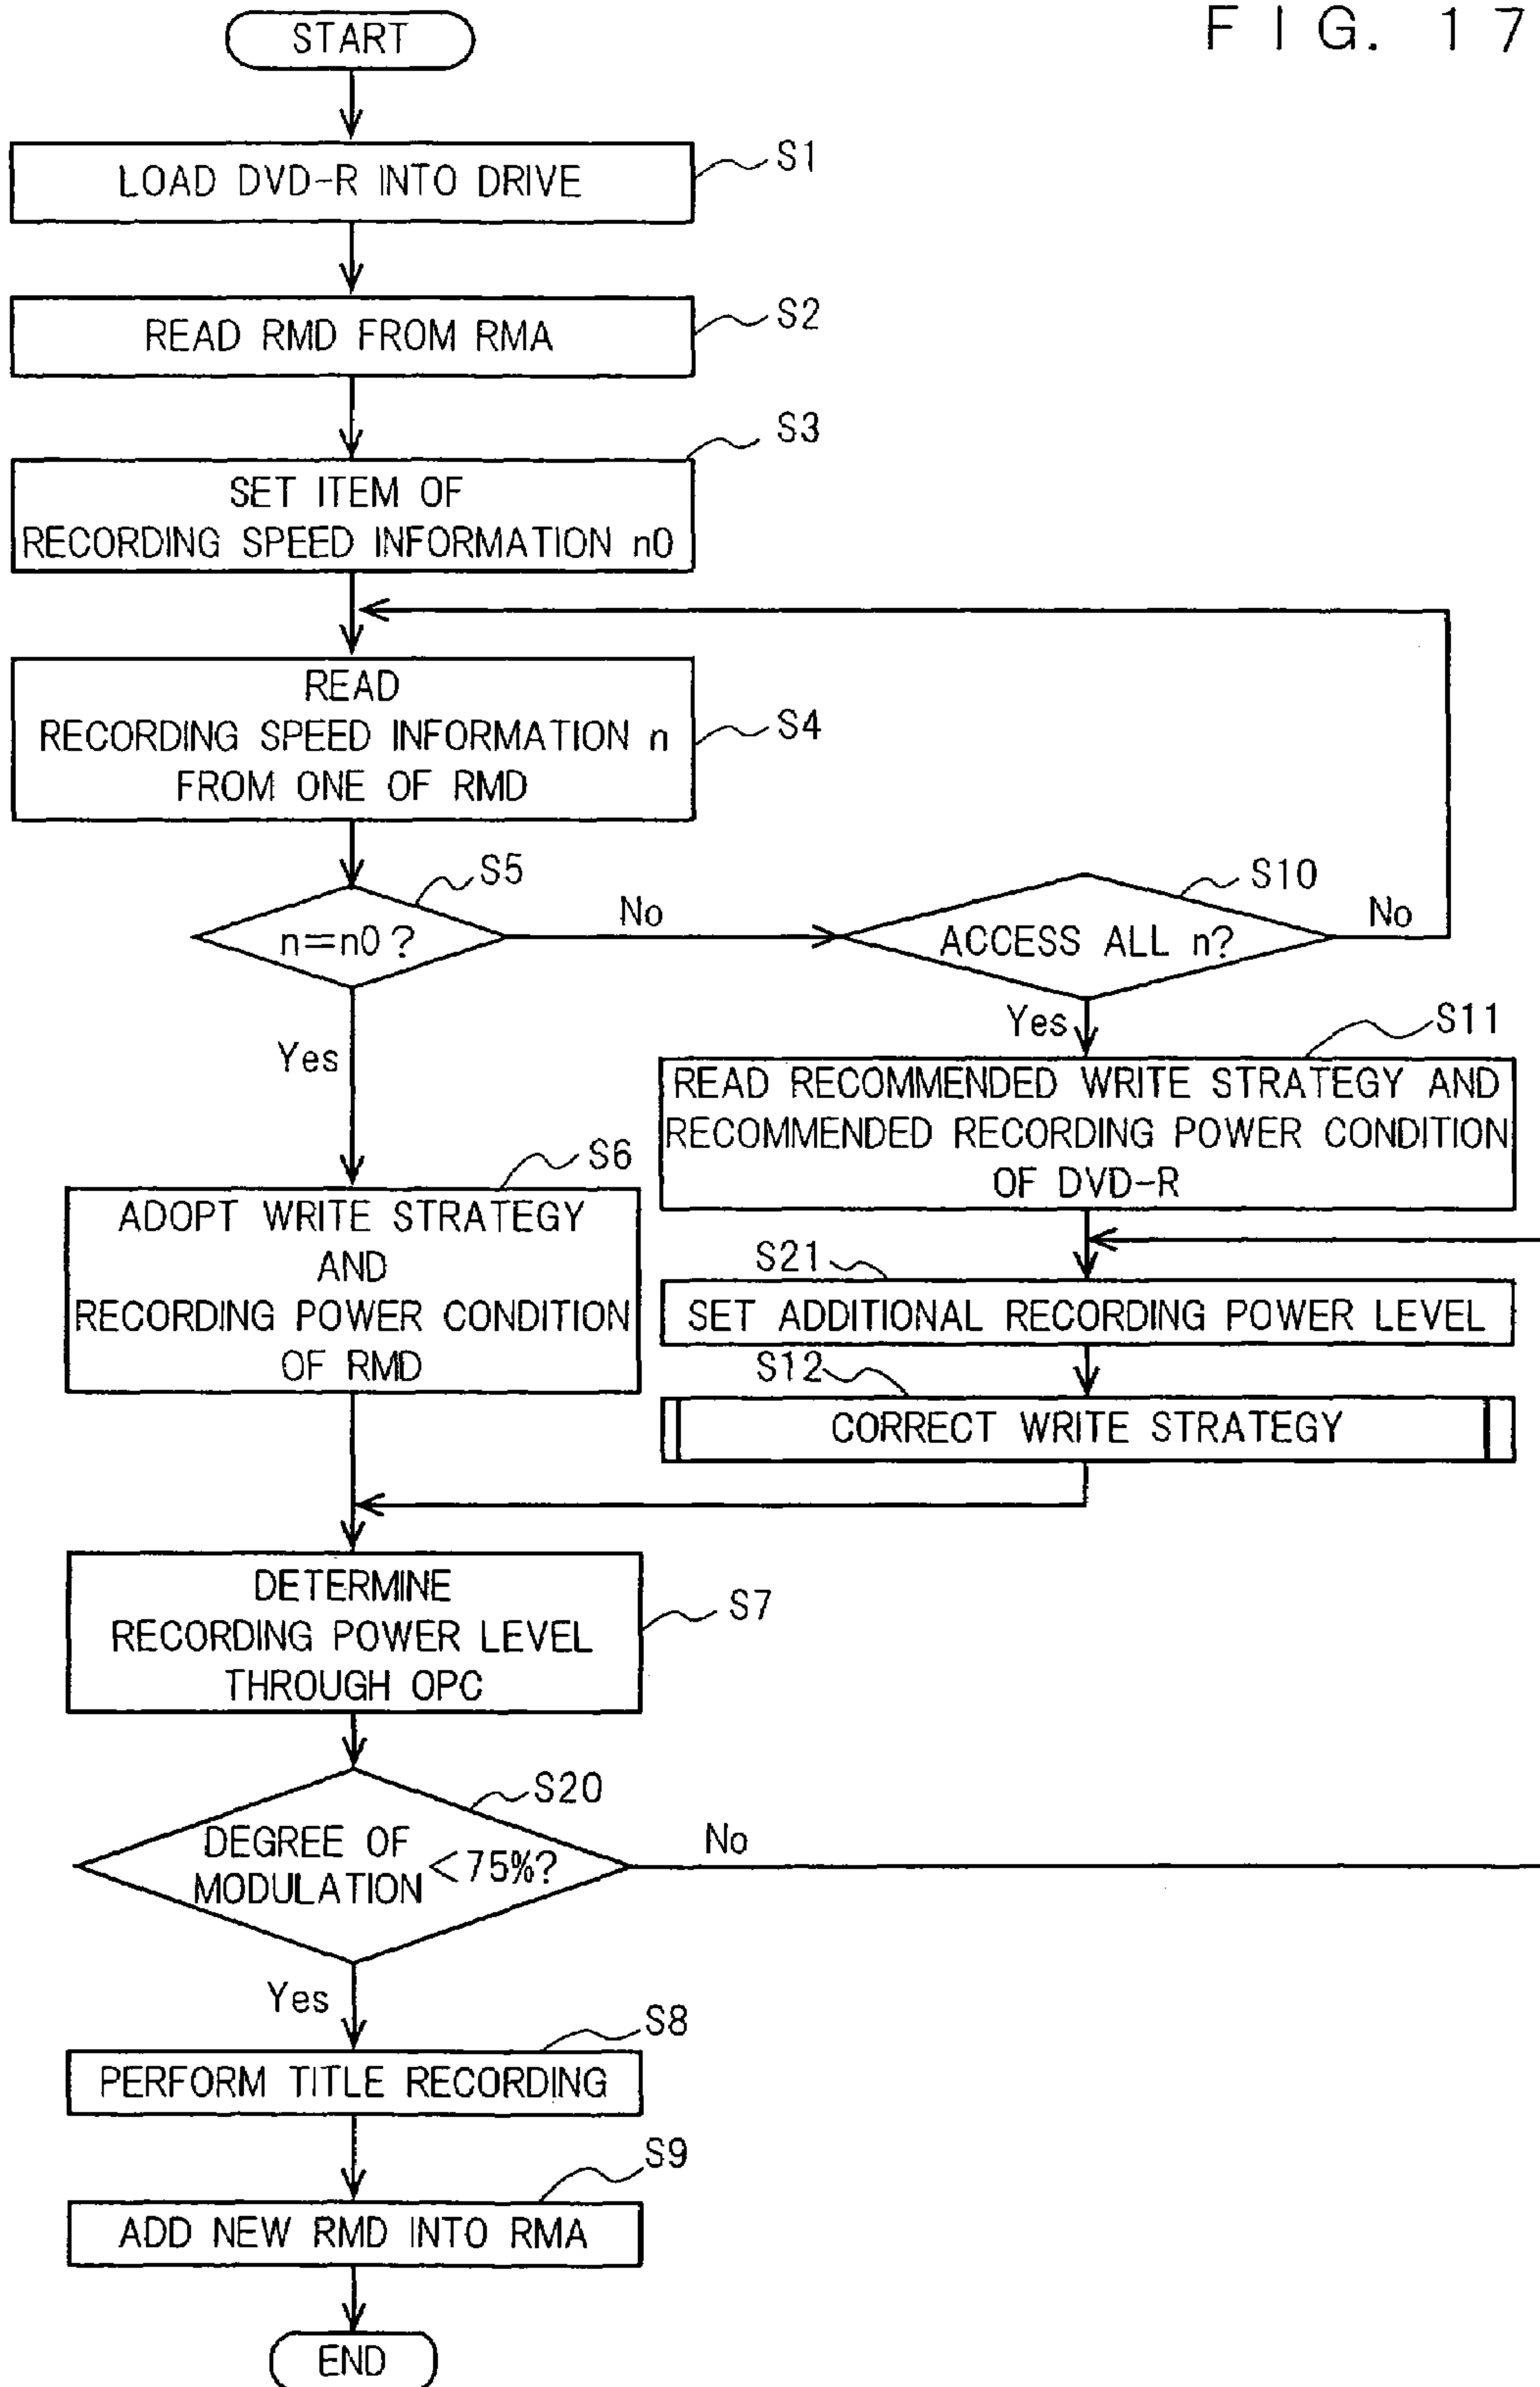 FIG. 17
START
LOAD DVD-R INTO DRIVE
S1
READ RMD FROM RMA
S2
S3
SET ITEM OF
RECORDING SPEED INFORMATION n0
READ
RECORDING SPEED INFORMATION n
FROM ONE OF RMD
S4
S5
n=n0?
No
S10
ACCESS ALL n?
No
Yes
Yes
S11
READ RECOMMENDED WRITE STRATEGY AND
RECOMMENDED RECORDING POWER CONDITION
OF DVD-R
S6
ADOPT WRITE STRATEGY
AND
RECORDING POWER CONDITION
OF RMD
S21
SET ADDITIONAL RECORDING POWER LEVEL
S12
CORRECT WRITE STRATEGY
DETERMINE
RECORDING POWER LEVEL
THROUGH OPC
S7
S20
DEGREE OF
MODULATION <75%?
No
Yes
S8
PERFORM TITLE RECORDING
S9
ADD NEW RMD INTO RMA
END